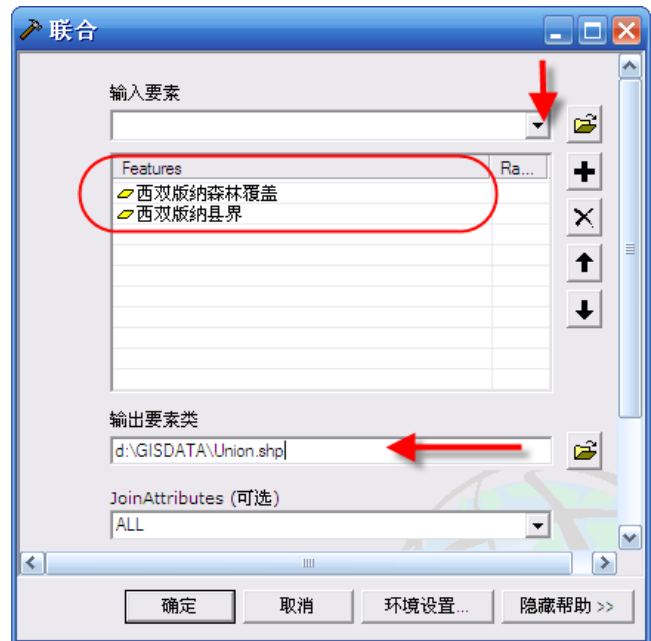 联合
输入要素
Features Ra...
西双版纳森林覆盖
西双版纳县界
输出要素类
d:\GISDATA\Union.shp
JoinAttributes (可选)
ALL
确定 取消 环境设置... 隐藏帮助 >>